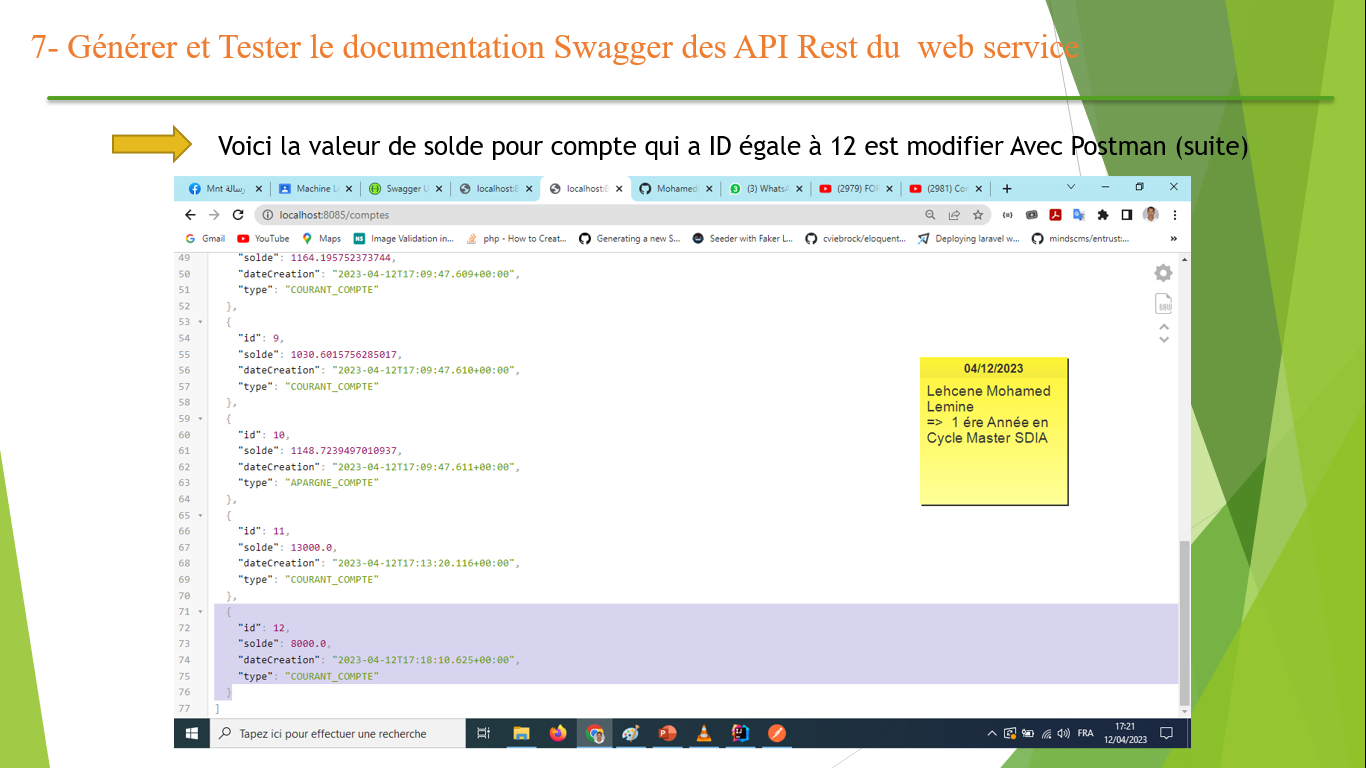 7- Générer et Tester le documentation Swagger des API Rest du  web service
Voici la valeur de solde pour compte qui a ID égale à 12 est modifier Avec Postman (suite)
Mnt رسالة
Machine L
Swagger U
localhost:8
localhost:8
Mohamed
(3) WhatsA
(2979) FOR
(2981) Co
localhost:8085/comptes
Gmail
YouTube
Maps
Image Validation in...
php - How to Creat...
Generating a new S...
Seeder with Faker L...
cviebrock/eloquent...
Deploying laravel w...
mindscms/entrust:...
»
49 "solde": 1164.195752373744,
50 "dateCreation": "2023-04-12T17:09:47.609+00:00",
51 "type": "COURANT_COMPTE"
52 },
53 {
54 "id": 9,
55 "solde": 1030.6015756285017,
56 "dateCreation": "2023-04-12T17:09:47.610+00:00",
57 "type": "COURANT_COMPTE"
58 },
59 {
60 "id": 10,
61 "solde": 1148.7239497010937,
62 "dateCreation": "2023-04-12T17:09:47.611+00:00",
63 "type": "APARGNE_COMPTE"
64 },
65 {
66 "id": 11,
67 "solde": 13000.0,
68 "dateCreation": "2023-04-12T17:13:20.116+00:00",
69 "type": "COURANT_COMPTE"
70 },
71 {
72 "id": 12,
73 "solde": 8000.0,
74 "dateCreation": "2023-04-12T17:18:10.625+00:00",
75 "type": "COURANT_COMPTE"
76 }
77 ]
RAW
04/12/2023
Lehcene Mohamed
Lemine
=>  1 ére Année en
Cycle Master SDIA
Tapez ici pour effectuer une recherche
FRA
17:21
12/04/2023